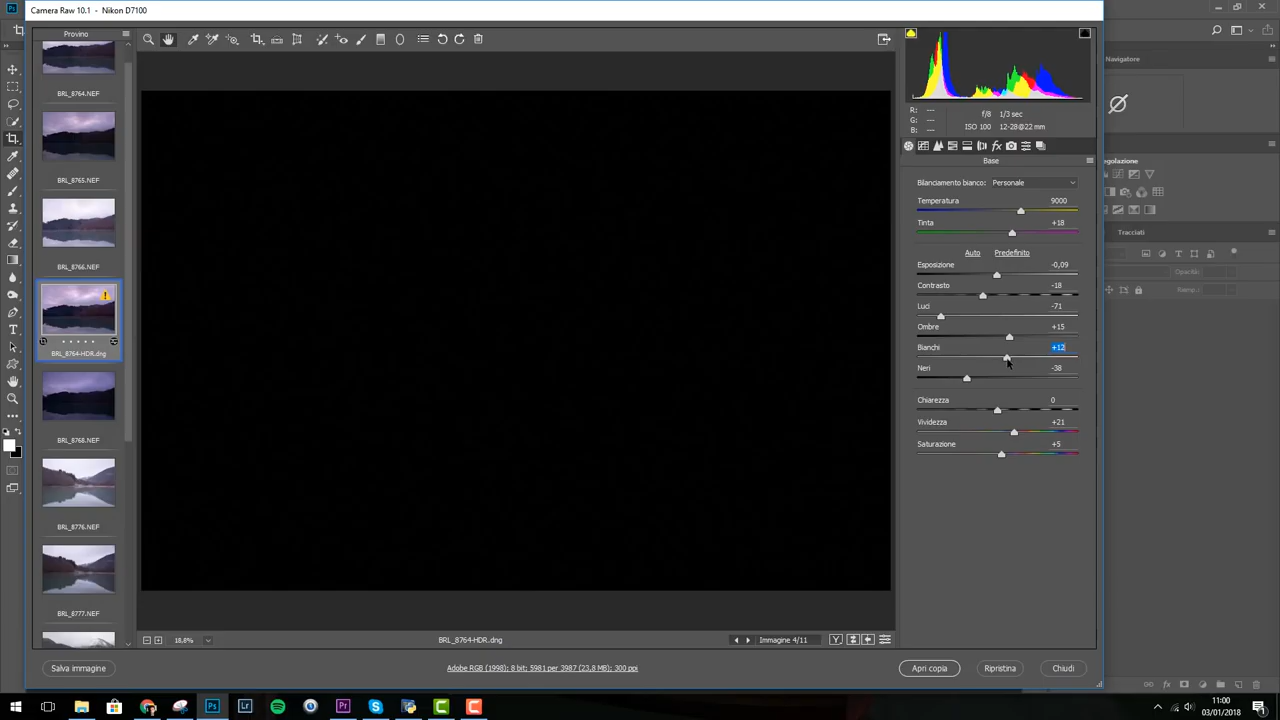 Camera Raw 10.1 - Nikon D7100
Provino
BRL_8764.NEF
BRL_8765.NEF
BRL_8766.NEF
BRL_8764-HDR.dng
BRL_8768.NEF
BRL_8776.NEF
BRL_8777.NEF
R: ---
G: ---
B: ---
f/8 1/3 sec
ISO 100 12-28@22 mm
Base
Bilanciamento bianco: Personale
Temperatura 9000
Tinta +18
Auto Predefinito
Esposizione -0,09
Contrasto -18
Luci -71
Ombre +15
Bianchi +12
Neri -38
Chiarezza 0
Vividezza +21
Saturazione +5
Navigatore
Tracciati
Opacità:
Riemp.:
18,8%
BRL_8764-HDR.dng
Immagine 4/11
Salva immagine
Adobe RGB (1998); 8 bit; 5981 per 3987 (23,8 MB); 300 ppi
Apri copia
Ripristina
Chiudi
11:00
03/01/2018